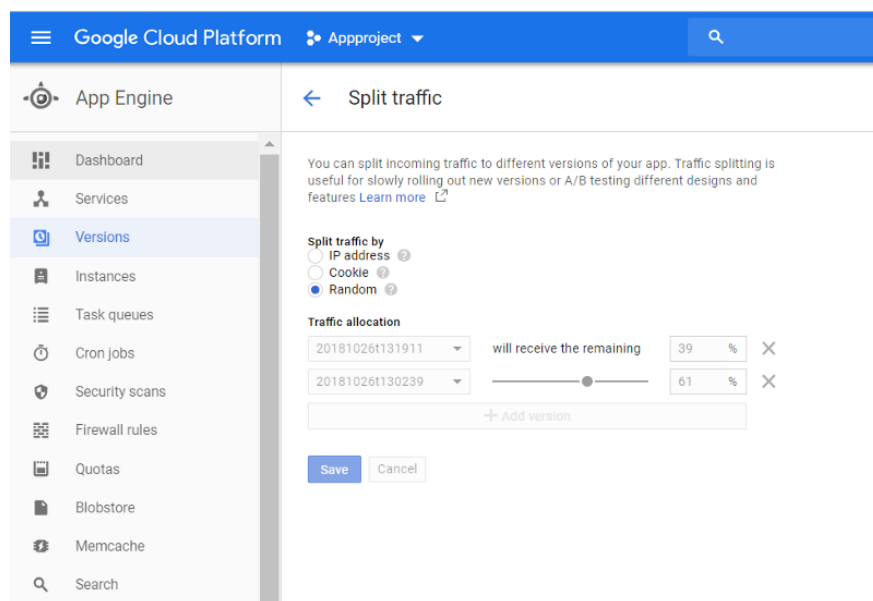 Google Cloud Platform
Appproject
App Engine
Split traffic
Dashboard
Services
Versions
Instances
Task queues
Cron jobs
Security scans
Firewall rules
Quotas
Blobstore
Memcache
Search
You can split incoming traffic to different versions of your app. Traffic splitting is
useful for slowly rolling out new versions or A/B testing different designs and
features Learn more
Split traffic by
IP address ?
Cookie ?
Random ?
Traffic allocation
20181026t131911 will receive the remaining 39 %
20181026t130239 61 %
+ Add version
Save Cancel